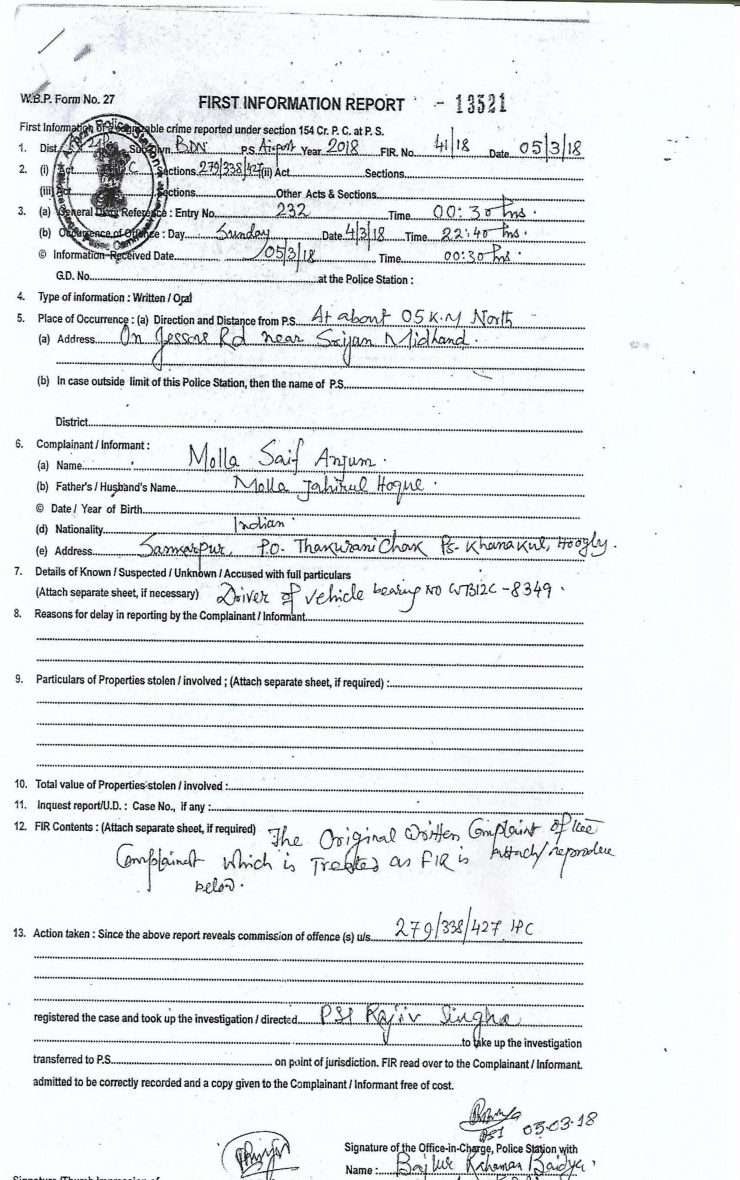 W.B.P. Form No. 27
FIRST INFORMATION REPORT - 13521
First Information of a cognizable crime reported under section 154 Cr. P. C. at P. S.
1. Dist. Sub Dvn. BDN P.S. Airport Year 2018 FIR. No. 41/18 Date 05/3/18
2. (i) Act Sections 279/338/427 (ii) Act Sections
(iii) Act Sections Other Acts & Sections
3. (a) General Diary Reference : Entry No. 232 Time 00:30 hrs.
(b) Occurrence of Offence : Day Sunday Date 4/3/18 Time 22:40 hrs.
© Information Received Date 05/3/18 Time 00:30 hrs.
G.D. No. at the Police Station :
4. Type of information : Written / Oral
5. Place of Occurrence : (a) Direction and Distance from P.S. At about 05 K.M North
(a) Address On Jessore Rd near Srijan Midland.
(b) In case outside limit of this Police Station, then the name of P.S.
District
6. Complainant / Informant :
(a) Name Molla Saif Anjum.
(b) Father's / Husband's Name Molla Jahirul Hoque.
© Date / Year of Birth
(d) Nationality Indian.
(e) Address Sankarpur, P.O- Thakuranichak Ps- Khanakul, Hoogly.
7. Details of Known / Suspected / Unknown / Accused with full particulars
(Attach separate sheet, if necessary) Driver of vehicle bearing no WB12C-8349.
8. Reasons for delay in reporting by the Complainant / Informant
9. Particulars of Properties stolen / involved ; (Attach separate sheet, if required) :
10. Total value of Properties stolen / involved :
11. Inquest report/U.D. : Case No., if any :
12. FIR Contents : (Attach separate sheet, if required) The Original Written Complaint of the
Complainat which is Treated as FIR is Attach/reproduce
below.
13. Action taken : Since the above report reveals commission of offence (s) u/s 279/338/427 IPC
registered the case and took up the investigation / directed PSI Rajiv Singha
to take up the investigation
transferred to P.S. on point of jurisdiction. FIR read over to the Complainant / Informant.
admitted to be correctly recorded and a copy given to the Complainant / Informant free of cost.
05-03-18
Signature of the Office-in-Charge, Police Station with
Name : Bajlur Rahaman Baidya